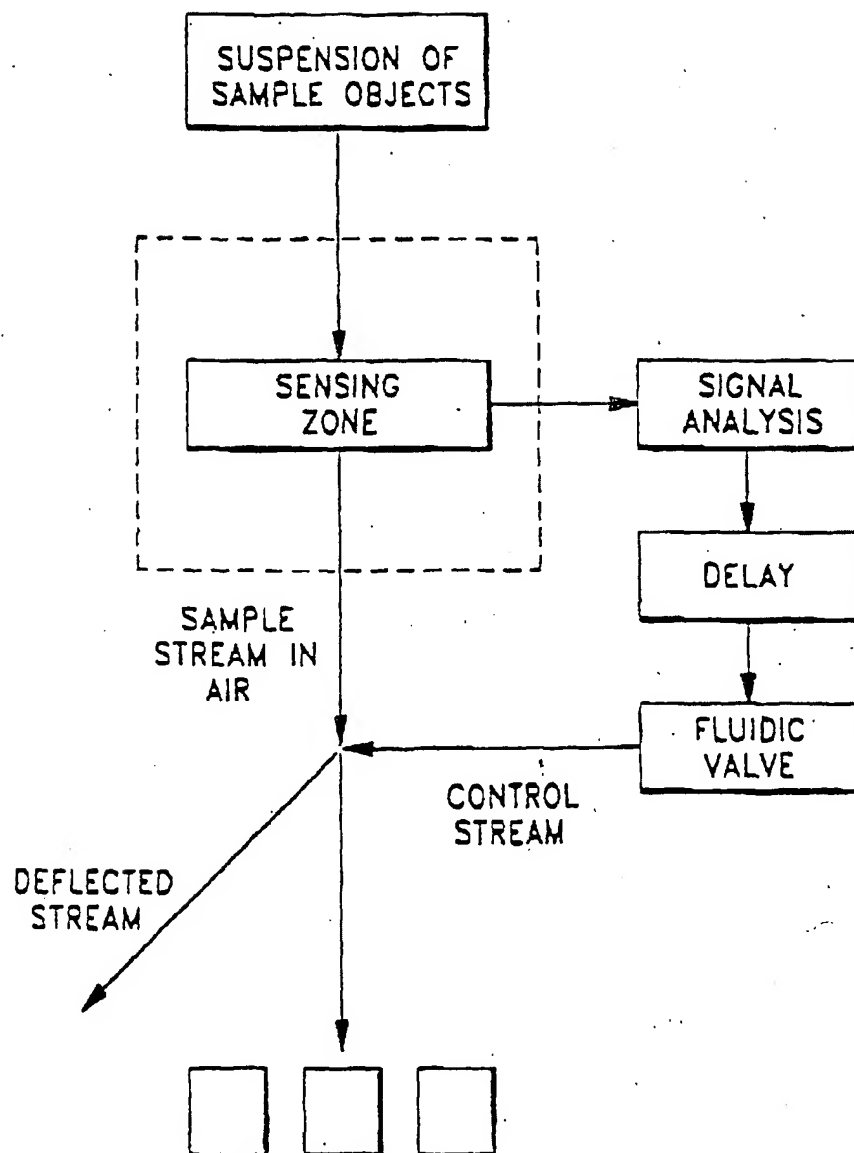 SUSPENSION OF
SAMPLE OBJECTS
SENSING
ZONE
SIGNAL
ANALYSIS
DELAY
SAMPLE
STREAM IN
AIR
FLUIDIC
VALVE
CONTROL
STREAM
DEFLECTED
STREAM